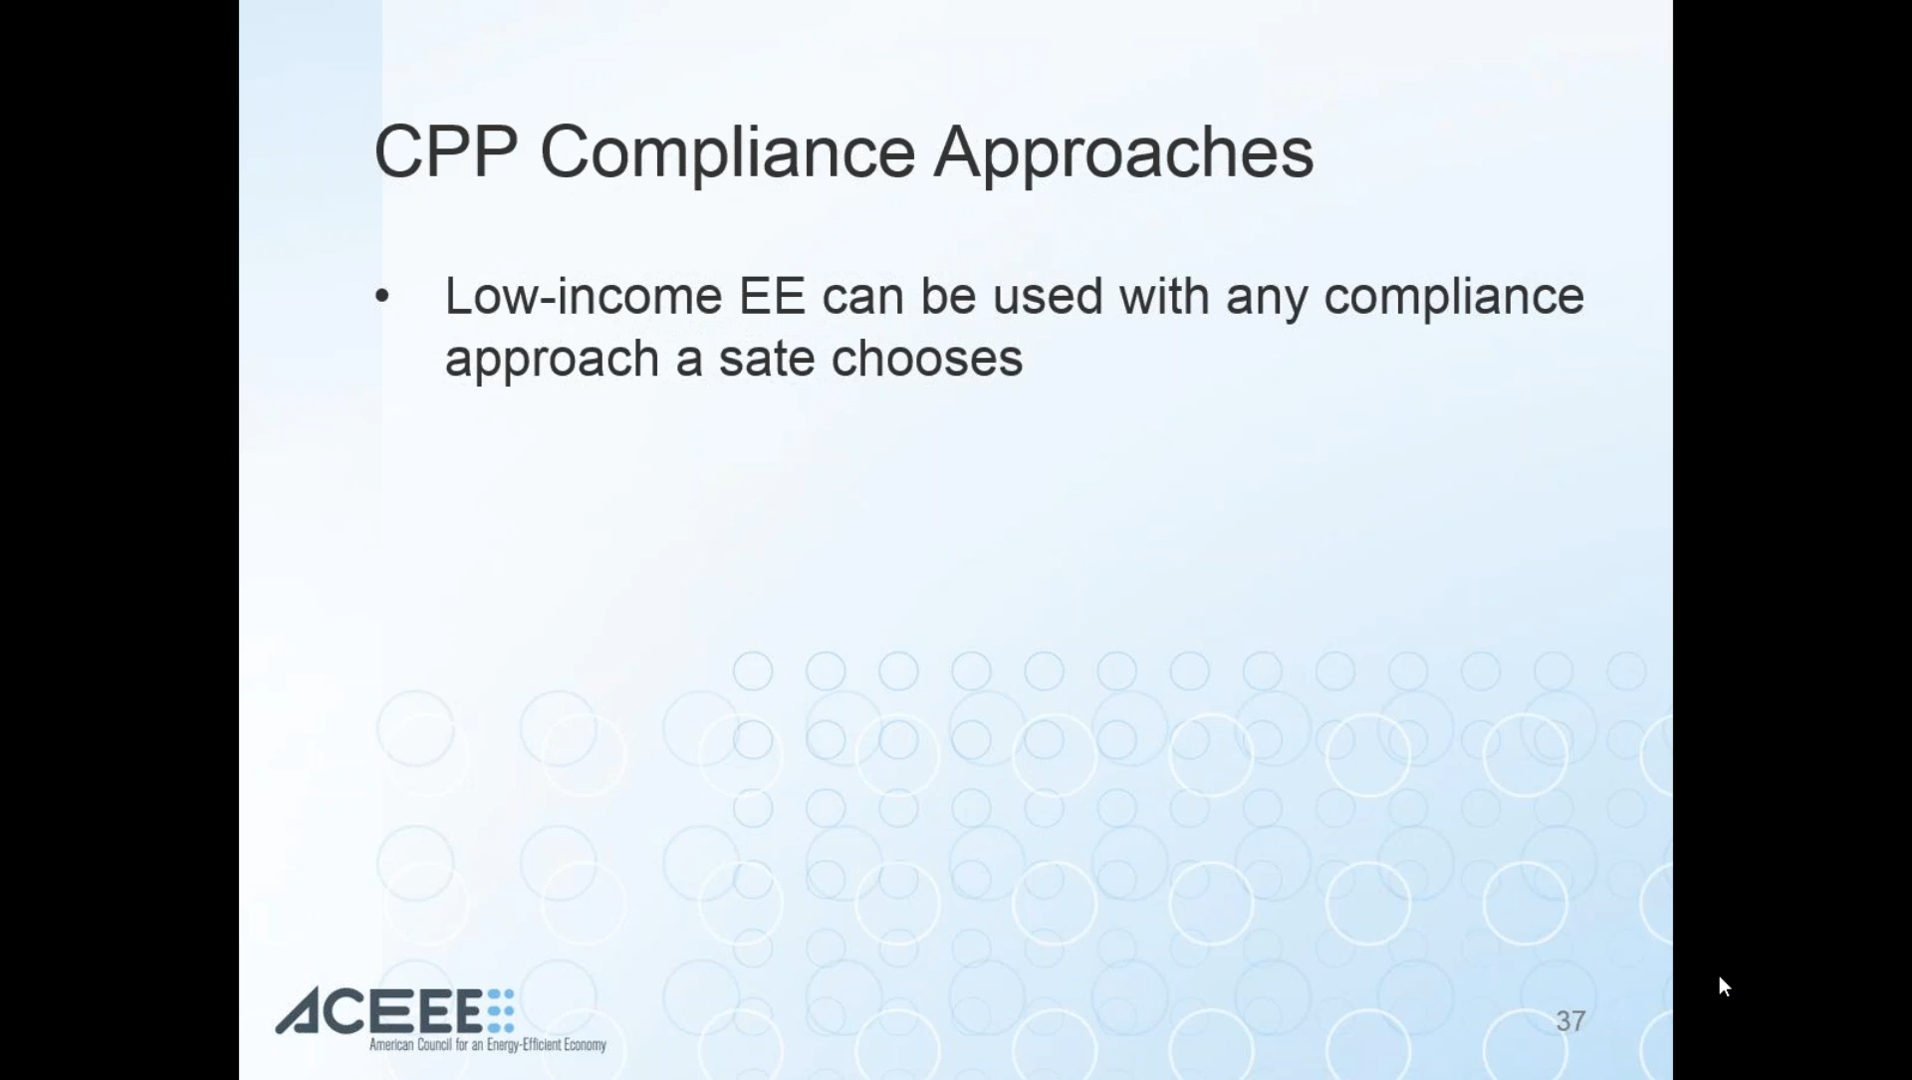 CPP Compliance Approaches
• Low-income EE can be used with any compliance
approach a sate chooses
ACEEE
American Council for an Energy-Efficient Economy
37